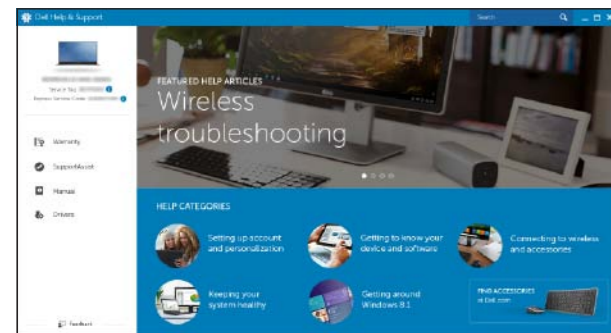 Dell Help & Support
Search
Service Tag:
Express Service Code:
Warranty
SupportAssist
Manual
Drivers
Feedback
FEATURED HELP ARTICLES
Wireless
troubleshooting
HELP CATEGORIES
Setting up account
and personalization
Getting to know your
device and software
Connecting to wireless
and accessories
Keeping your
system healthy
Getting around
Windows 8.1
FIND ACCESSORIES
at Dell.com